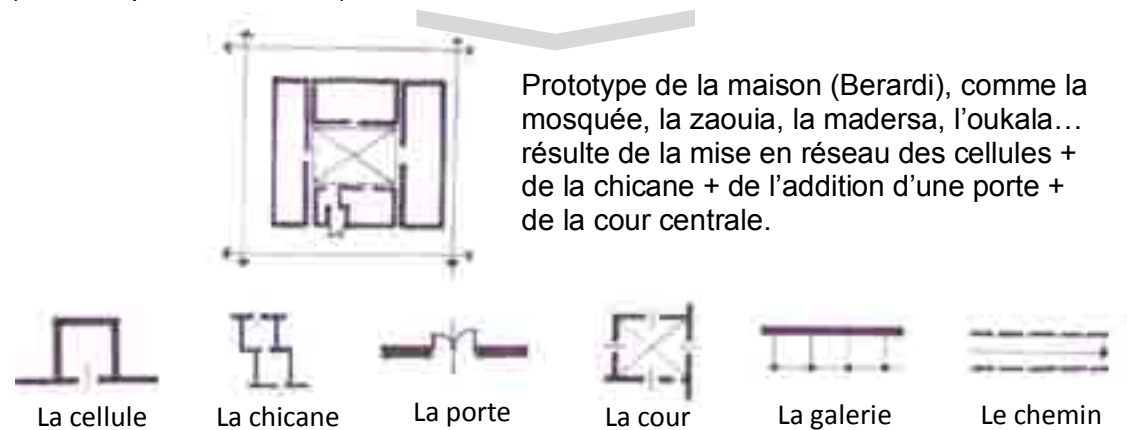 Prototype de la maison (Berardi), comme la
mosquée, la zaouia, la madersa, l’oukala…
résulte de la mise en réseau des cellules +
de la chicane + de l’addition d’une porte +
de la cour centrale.
La cellule
La chicane
La porte
La cour
La galerie
Le chemin